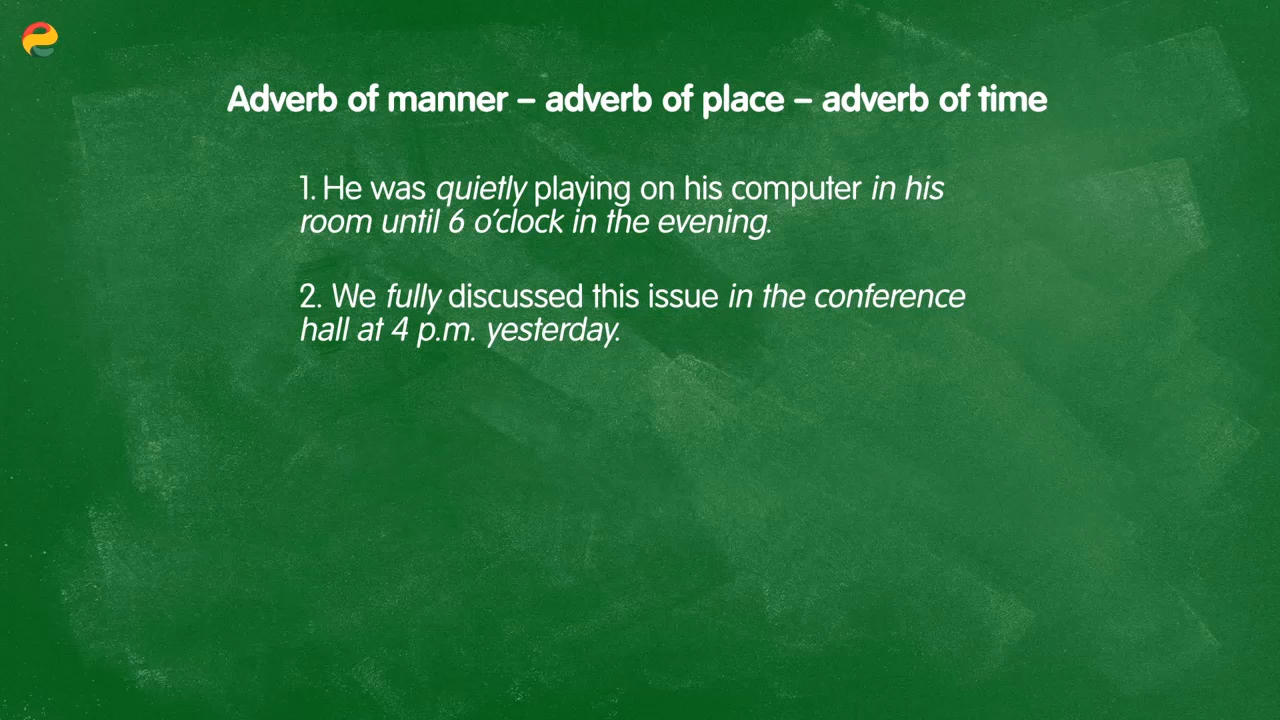 Adverb of manner – adverb of place – adverb of time
1. He was quietly playing on his computer in his
room until 6 o’clock in the evening.
2. We fully discussed this issue in the conference
hall at 4 p.m. yesterday.